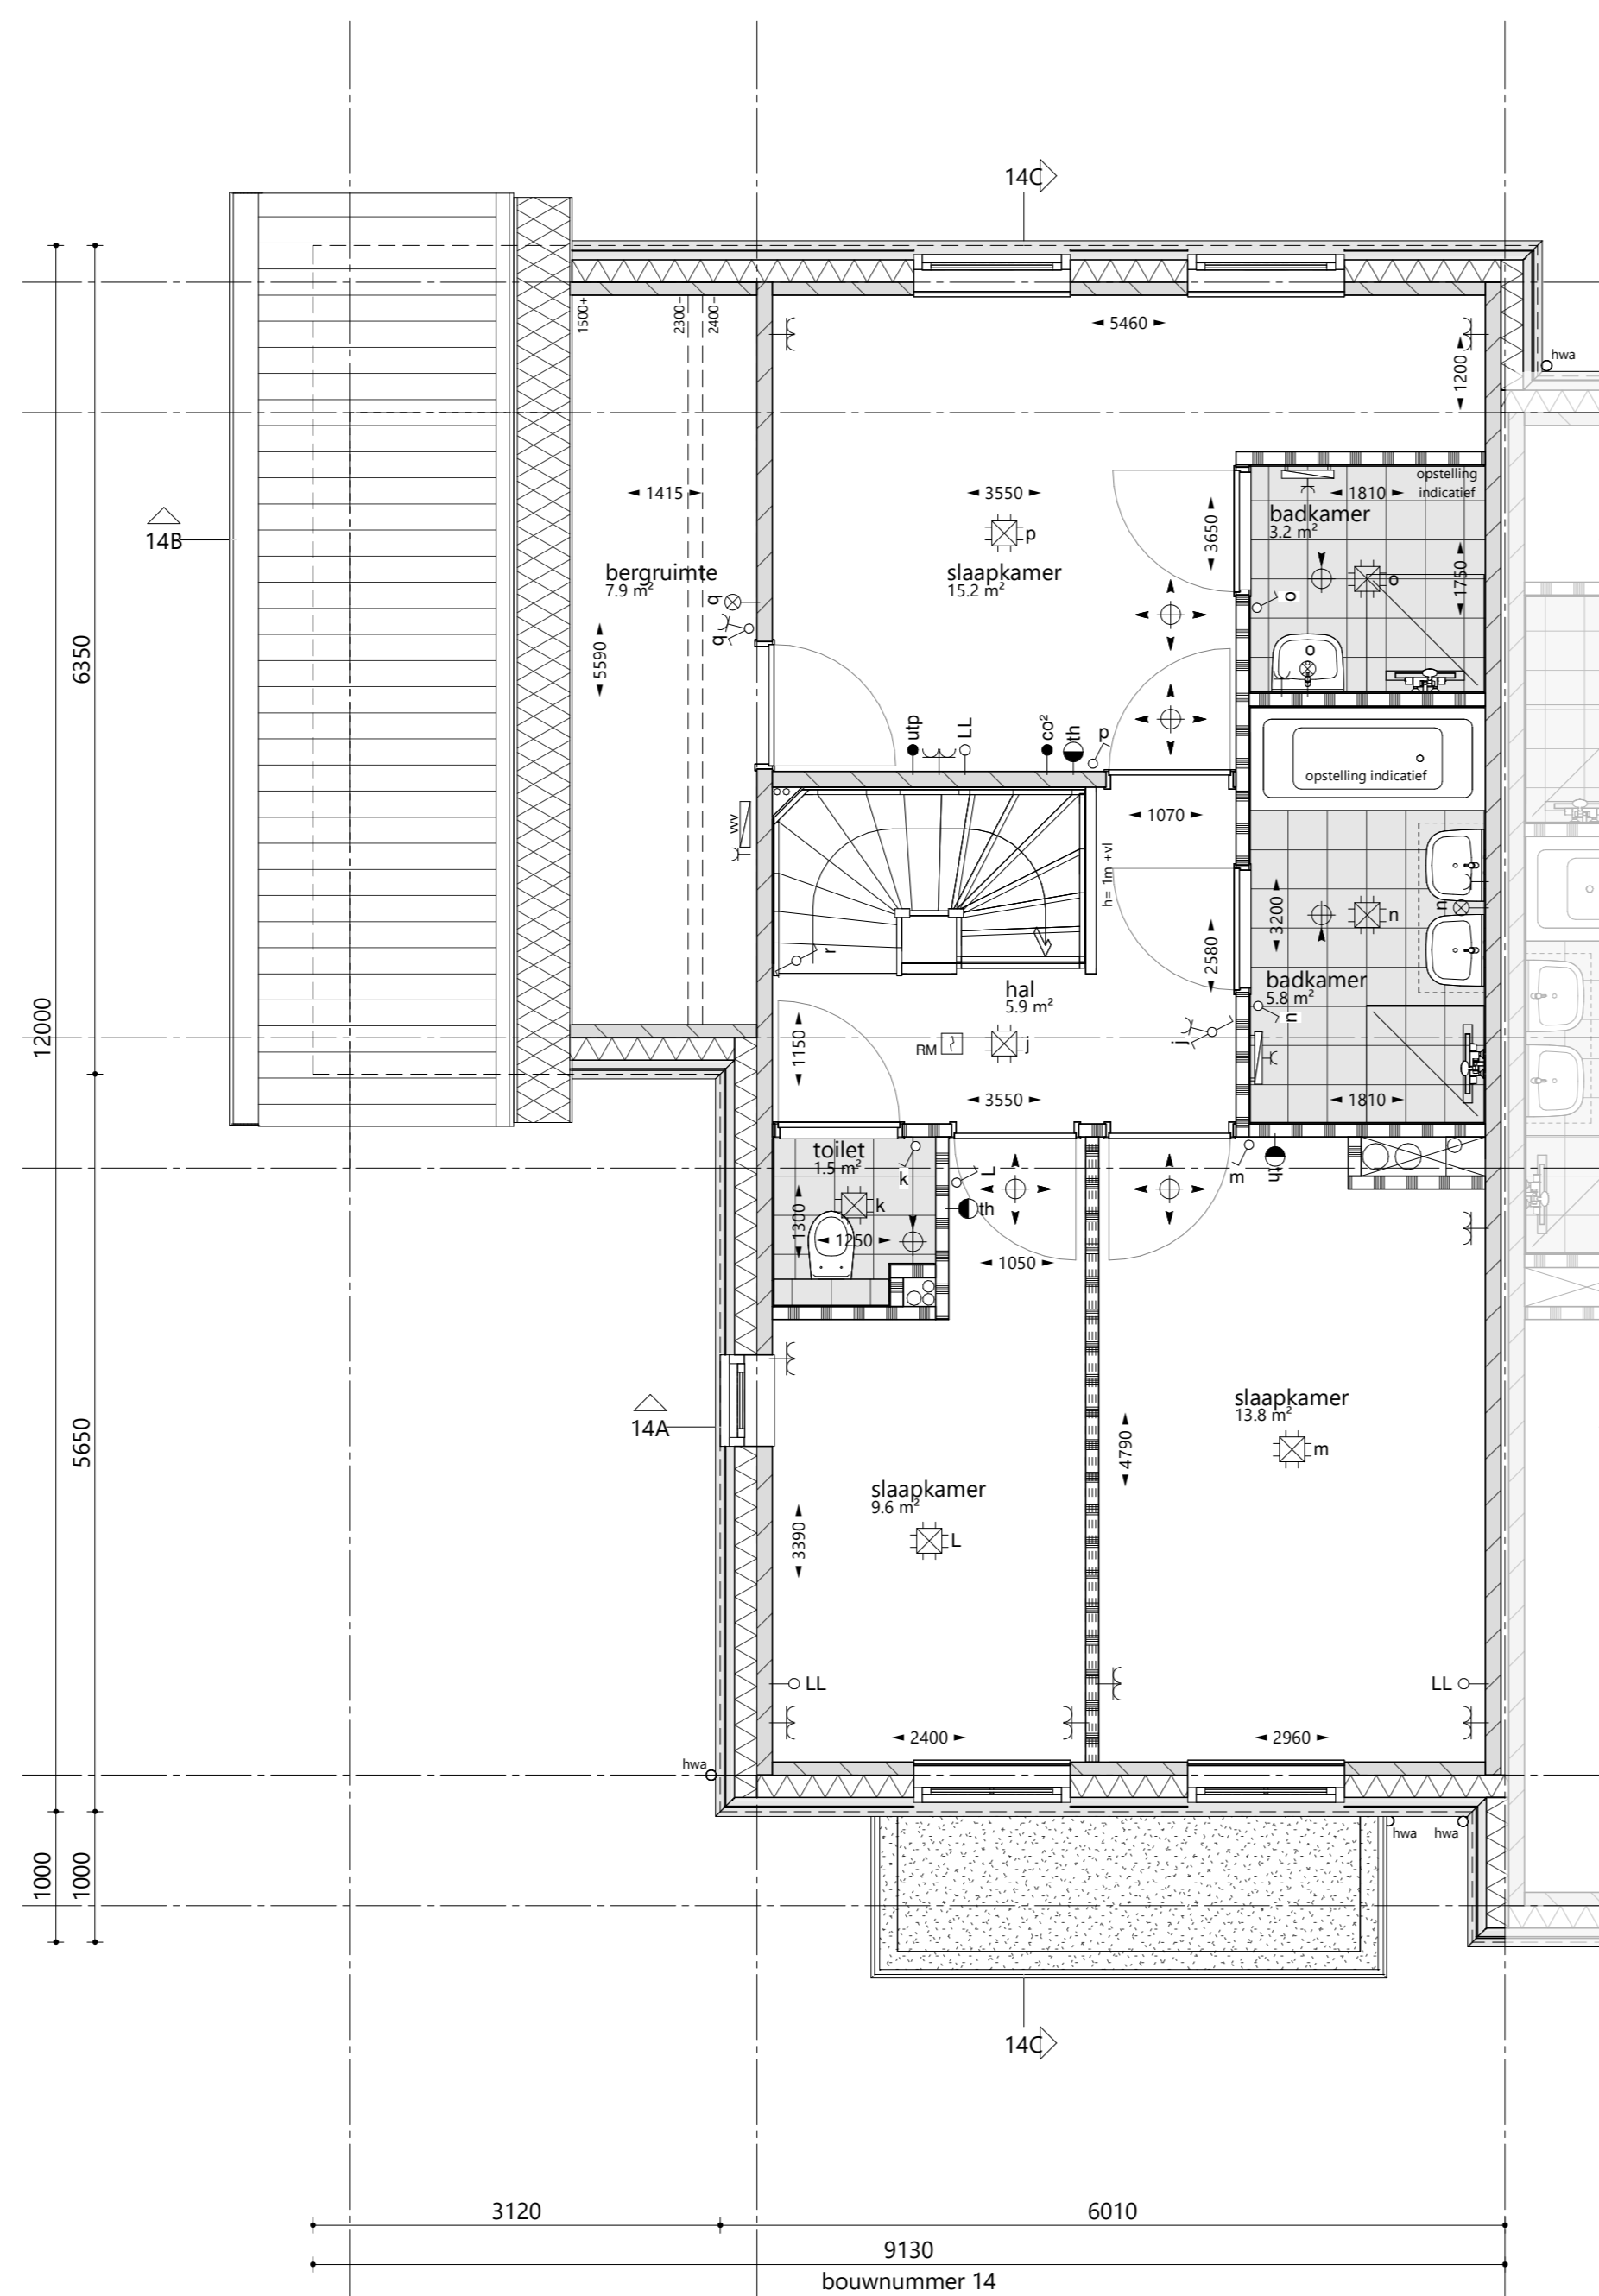 14C
1500+
2300+
2400+
5460
1200
hwa
14B
1415
3550
3650
opstelling
indicatief
1810
badkamer
3.2 m²
p
o
1750
bergruimte
7.9 m²
slaapkamer
15.2 m²
q
q
o
6350
5590
o
utp
LL
co²
th
p
opstelling indicatief
wv
1070
h= 1m +vl
3200
n
n
r
2580
hal
5.9 m²
badkamer
5.8 m²
n
12000
1150
RM
j
j
3550
1810
toilet
1.5 m²
k
L
m
th
k
th
1300
1250
1050
14A
slaapkamer
13.8 m²
m
5650
4790
slaapkamer
9.6 m²
L
3390
LL
LL
2400
2960
hwa
hwa
hwa
1000
1000
14C
3120
6010
9130
bouwnummer 14